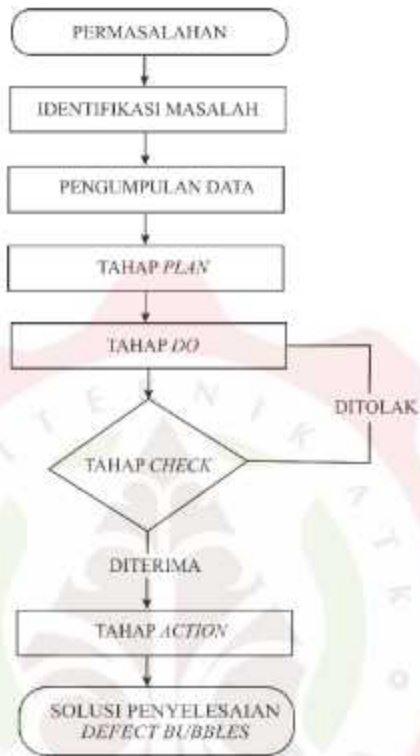 PERMASALAHAN
IDENTIFIKASI MASALAH
PENGUMPULAN DATA
TAHAP PLAN
TAHAP DO
DITOLAK
TAHAP CHECK
DITERIMA
TAHAP ACTION
SOLUSI PENYELESAIAN
DEFECT BUBBLES